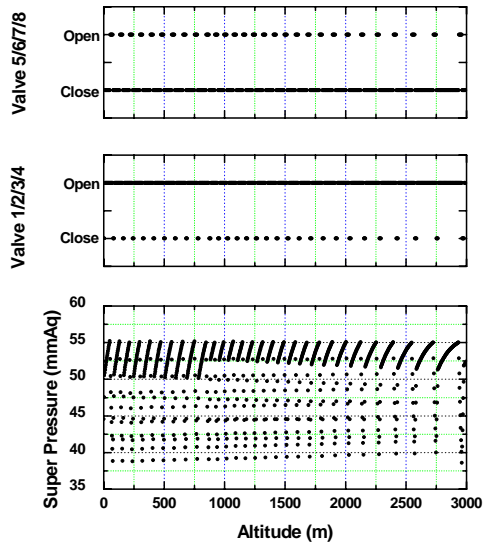 Valve 5/6/7/8
Open
Close
Valve 1/2/3/4
Open
Close
Super Pressure (mmAq)
60
55
50
45
40
35
0 500 1000 1500 2000 2500 3000
Altitude (m)